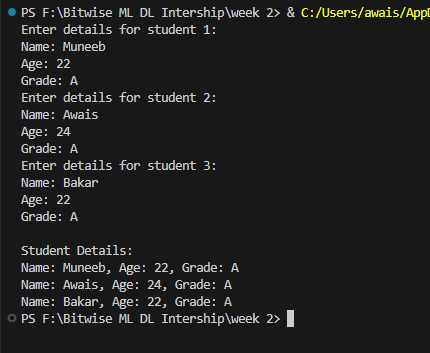 PS F:\Bitwise ML DL Intership\week 2> & C:/Users/awais/App
Enter details for student 1:
Name: Muneeb
Age: 22
Grade: A
Enter details for student 2:
Name: Awais
Age: 24
Grade: A
Enter details for student 3:
Name: Bakar
Age: 22
Grade: A
Student Details:
Name: Muneeb, Age: 22, Grade: A
Name: Awais, Age: 24, Grade: A
Name: Bakar, Age: 22, Grade: A
PS F:\Bitwise ML DL Intership\week 2>